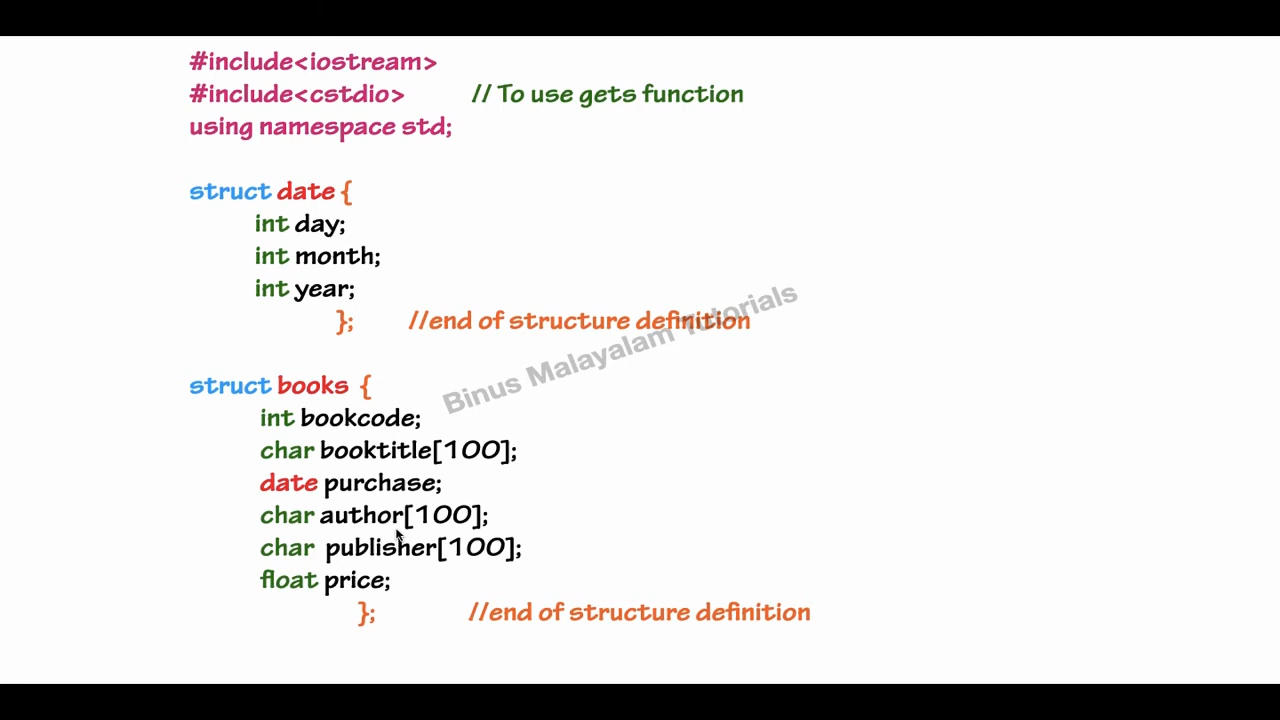 #include<iostream>
#include<cstdio> // To use gets function
using namespace std;
struct date {
int day;
int month;
int year;
}; //end of structure definition
Binus Malayalam Tutorials
struct books {
int bookcode;
char booktitle[100];
date purchase;
char author[100];
char publisher[100];
float price;
}; //end of structure definition